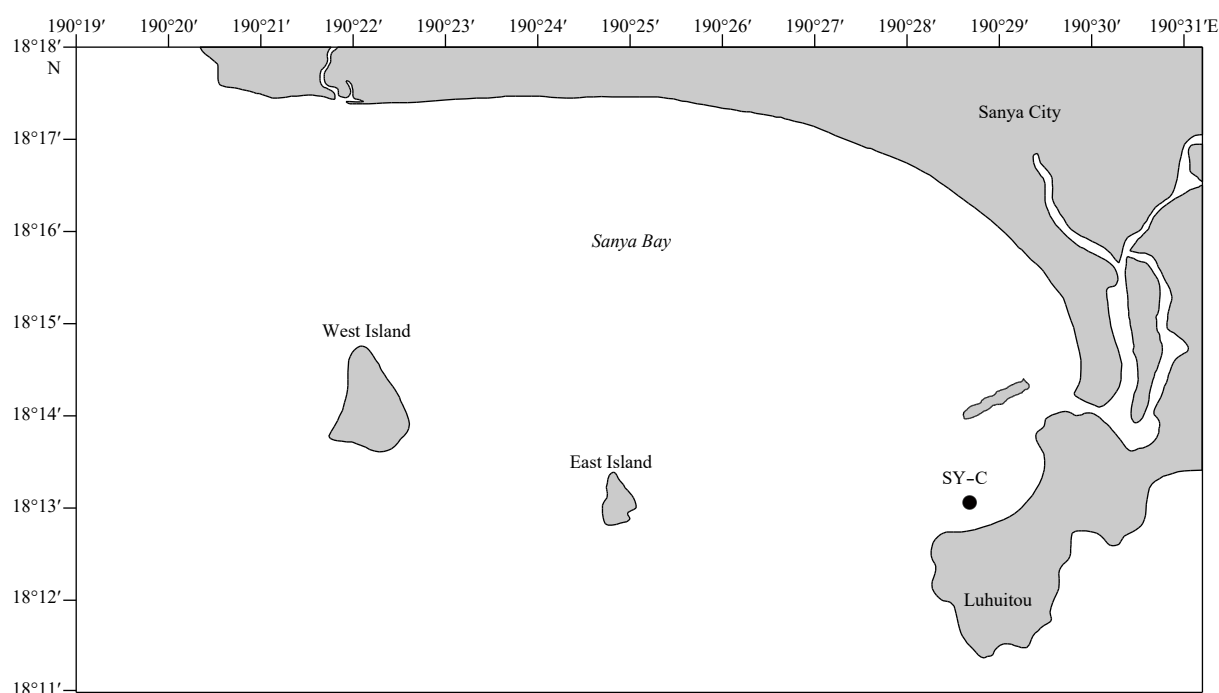 190°19′ 190°20′ 190°21′ 190°22′ 190°23′ 190°24′ 190°25′ 190°26′ 190°27′ 190°28′ 190°29′ 190°30′ 190°31′E
18°18′
N
Sanya City
18°17′
18°16′
Sanya Bay
18°15′
West Island
18°14′
East Island
SY-C
18°13′
18°12′
Luhuitou
18°11′